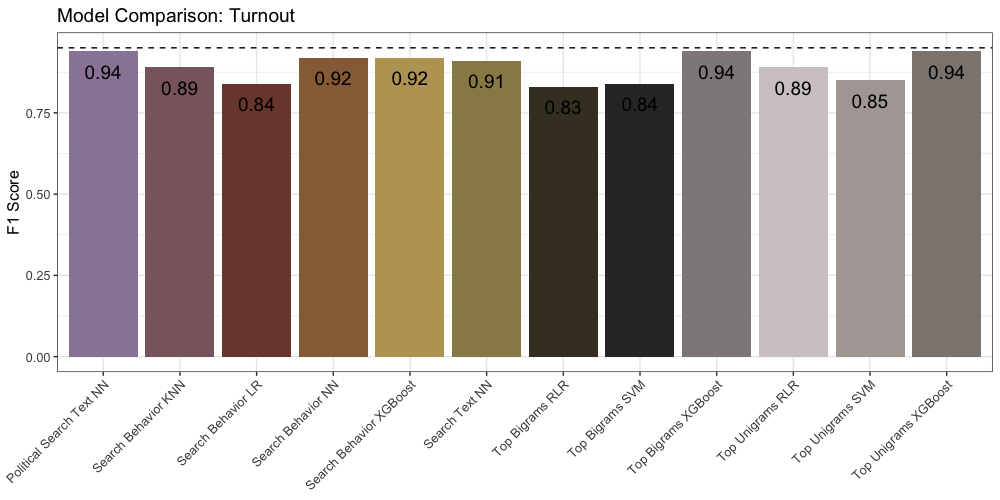 Model Comparison: Turnout
F1 Score
0.75
0.50
0.25
0.00
0.94
0.89
0.84
0.92
0.92
0.91
0.83
0.84
0.94
0.89
0.85
0.94
Political Search Text NN
Search Behavior KNN
Search Behavior LR
Search Behavior NN
Search Behavior XGBoost
Search Text NN
Top Bigrams RLR
Top Bigrams SVM
Top Bigrams XGBoost
Top Unigrams RLR
Top Unigrams SVM
Top Unigrams XGBoost